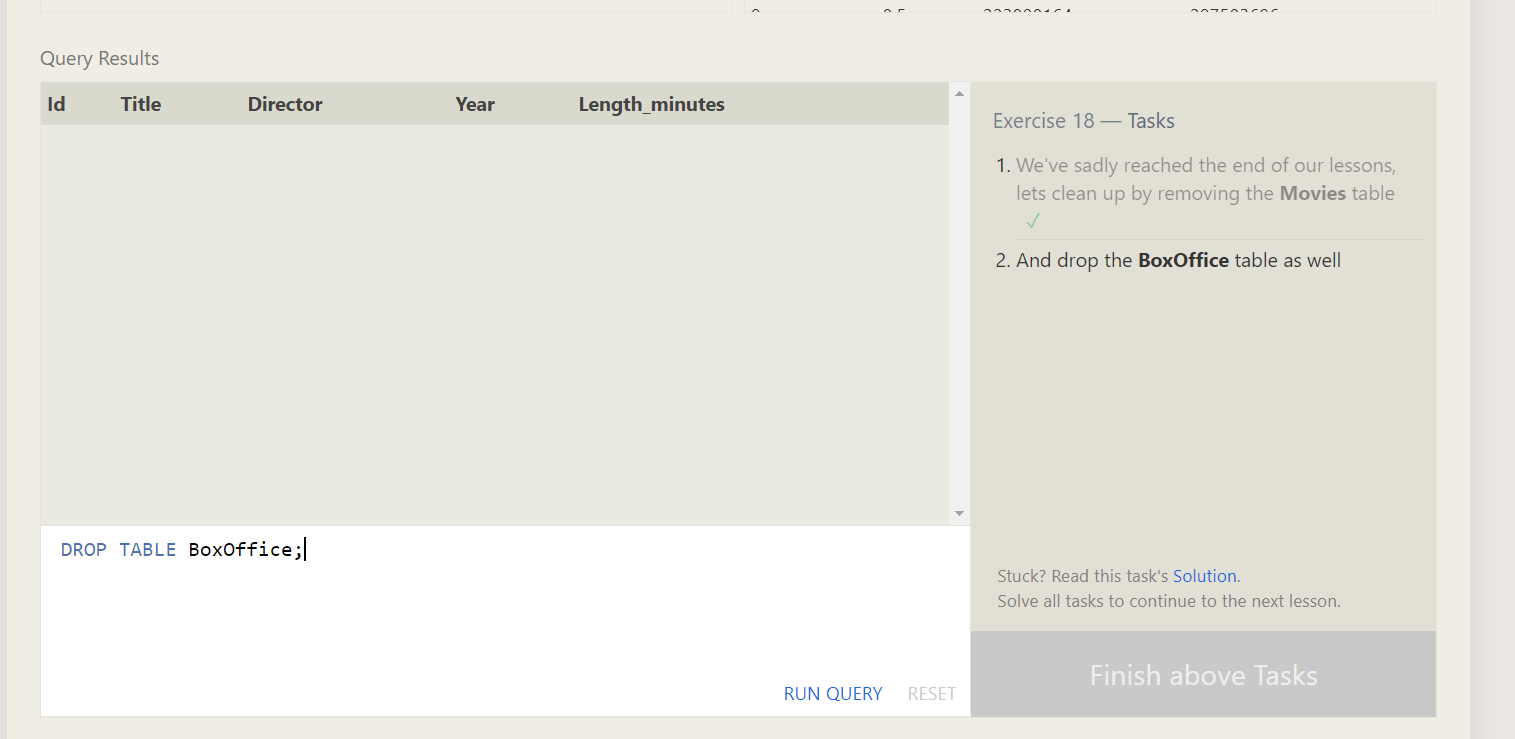 Query Results
Id Title Director Year Length_minutes
Exercise 18 — Tasks
1. We've sadly reached the end of our lessons,
lets clean up by removing the Movies table
✓
2. And drop the BoxOffice table as well
DROP TABLE BoxOffice;
Stuck? Read this task's Solution.
Solve all tasks to continue to the next lesson.
RUN QUERY RESET
Finish above Tasks